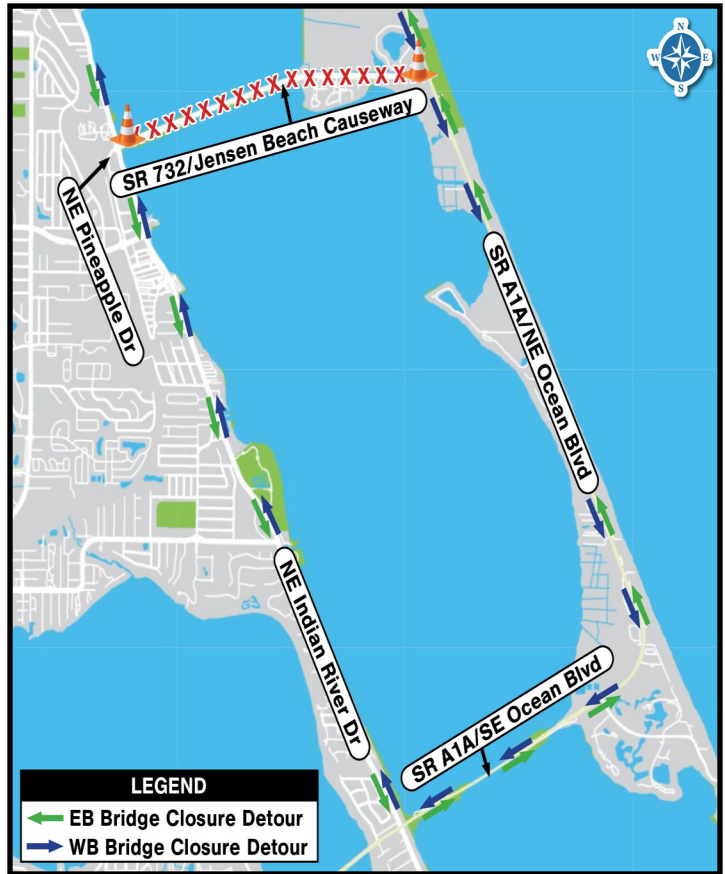 N
W E
S
SR 732/Jensen Beach Causeway
NE Pineapple Dr
SR A1A/NE Ocean Blvd
NE Indian River Dr
SR A1A/SE Ocean Blvd
LEGEND
EB Bridge Closure Detour
WB Bridge Closure Detour